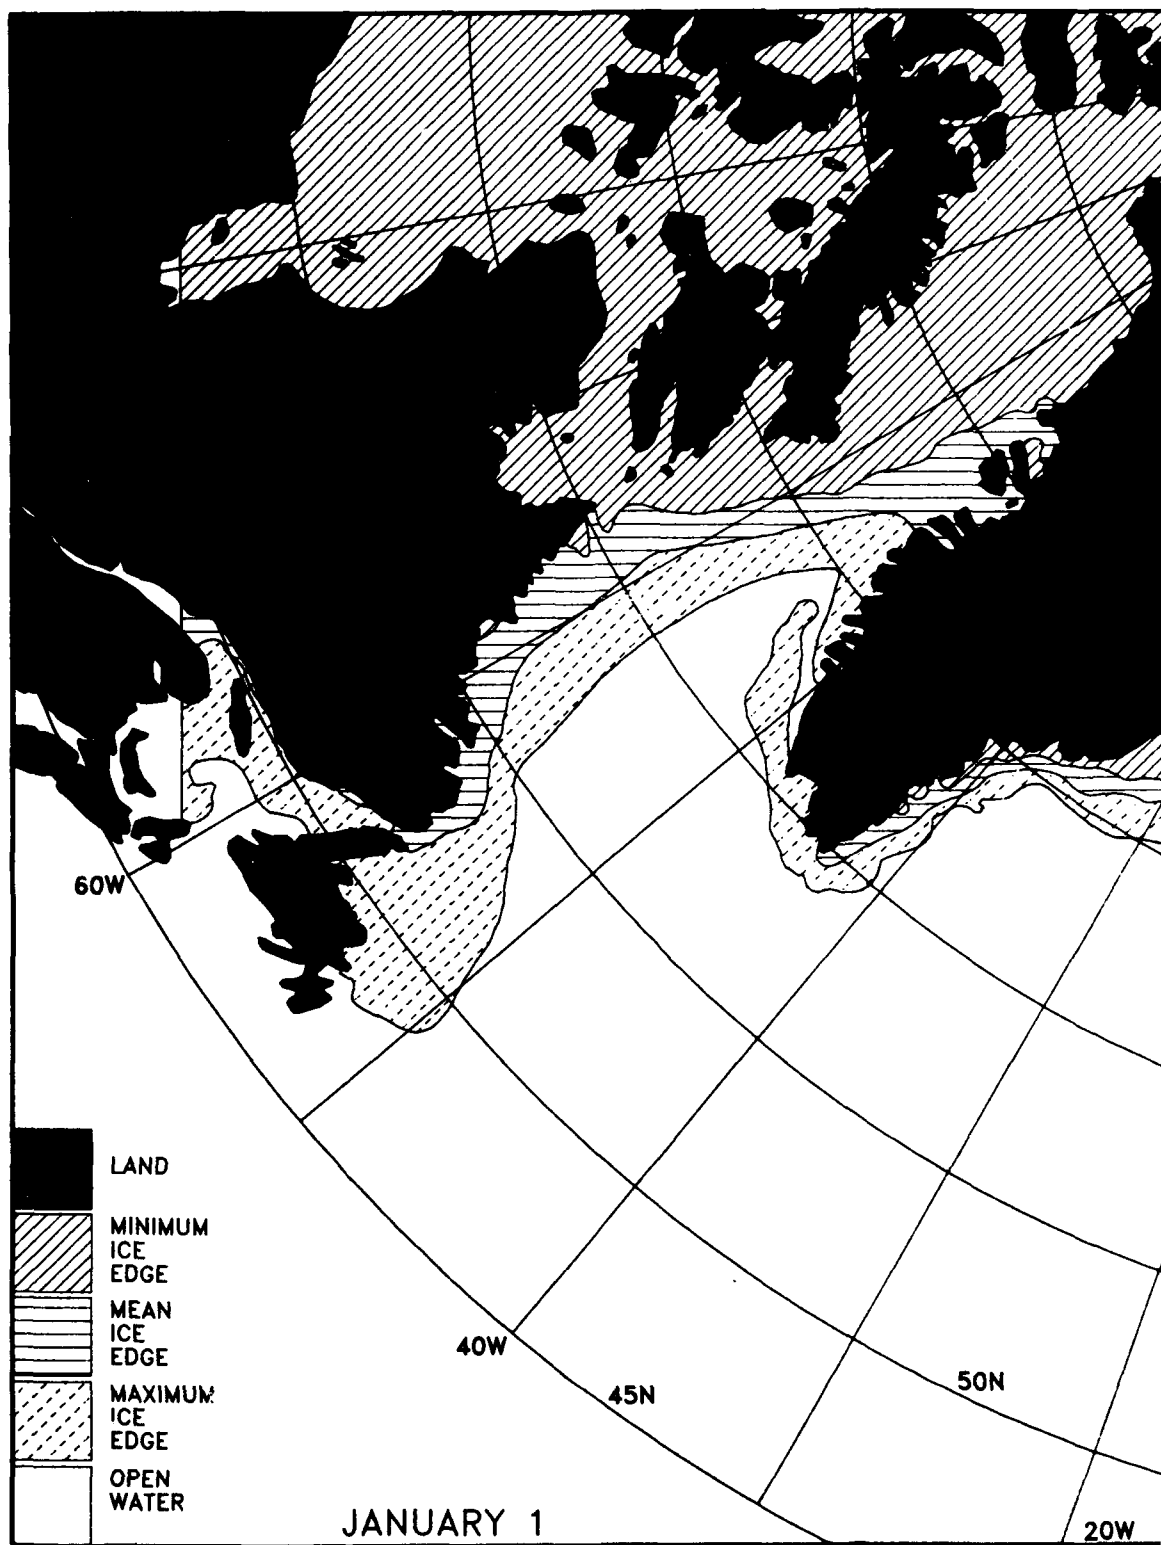 60W
LAND
MINIMUM
ICE
EDGE
MEAN
ICE
EDGE
MAXIMUM
ICE
EDGE
OPEN
WATER
40W
45N
50N
20W
JANUARY 1